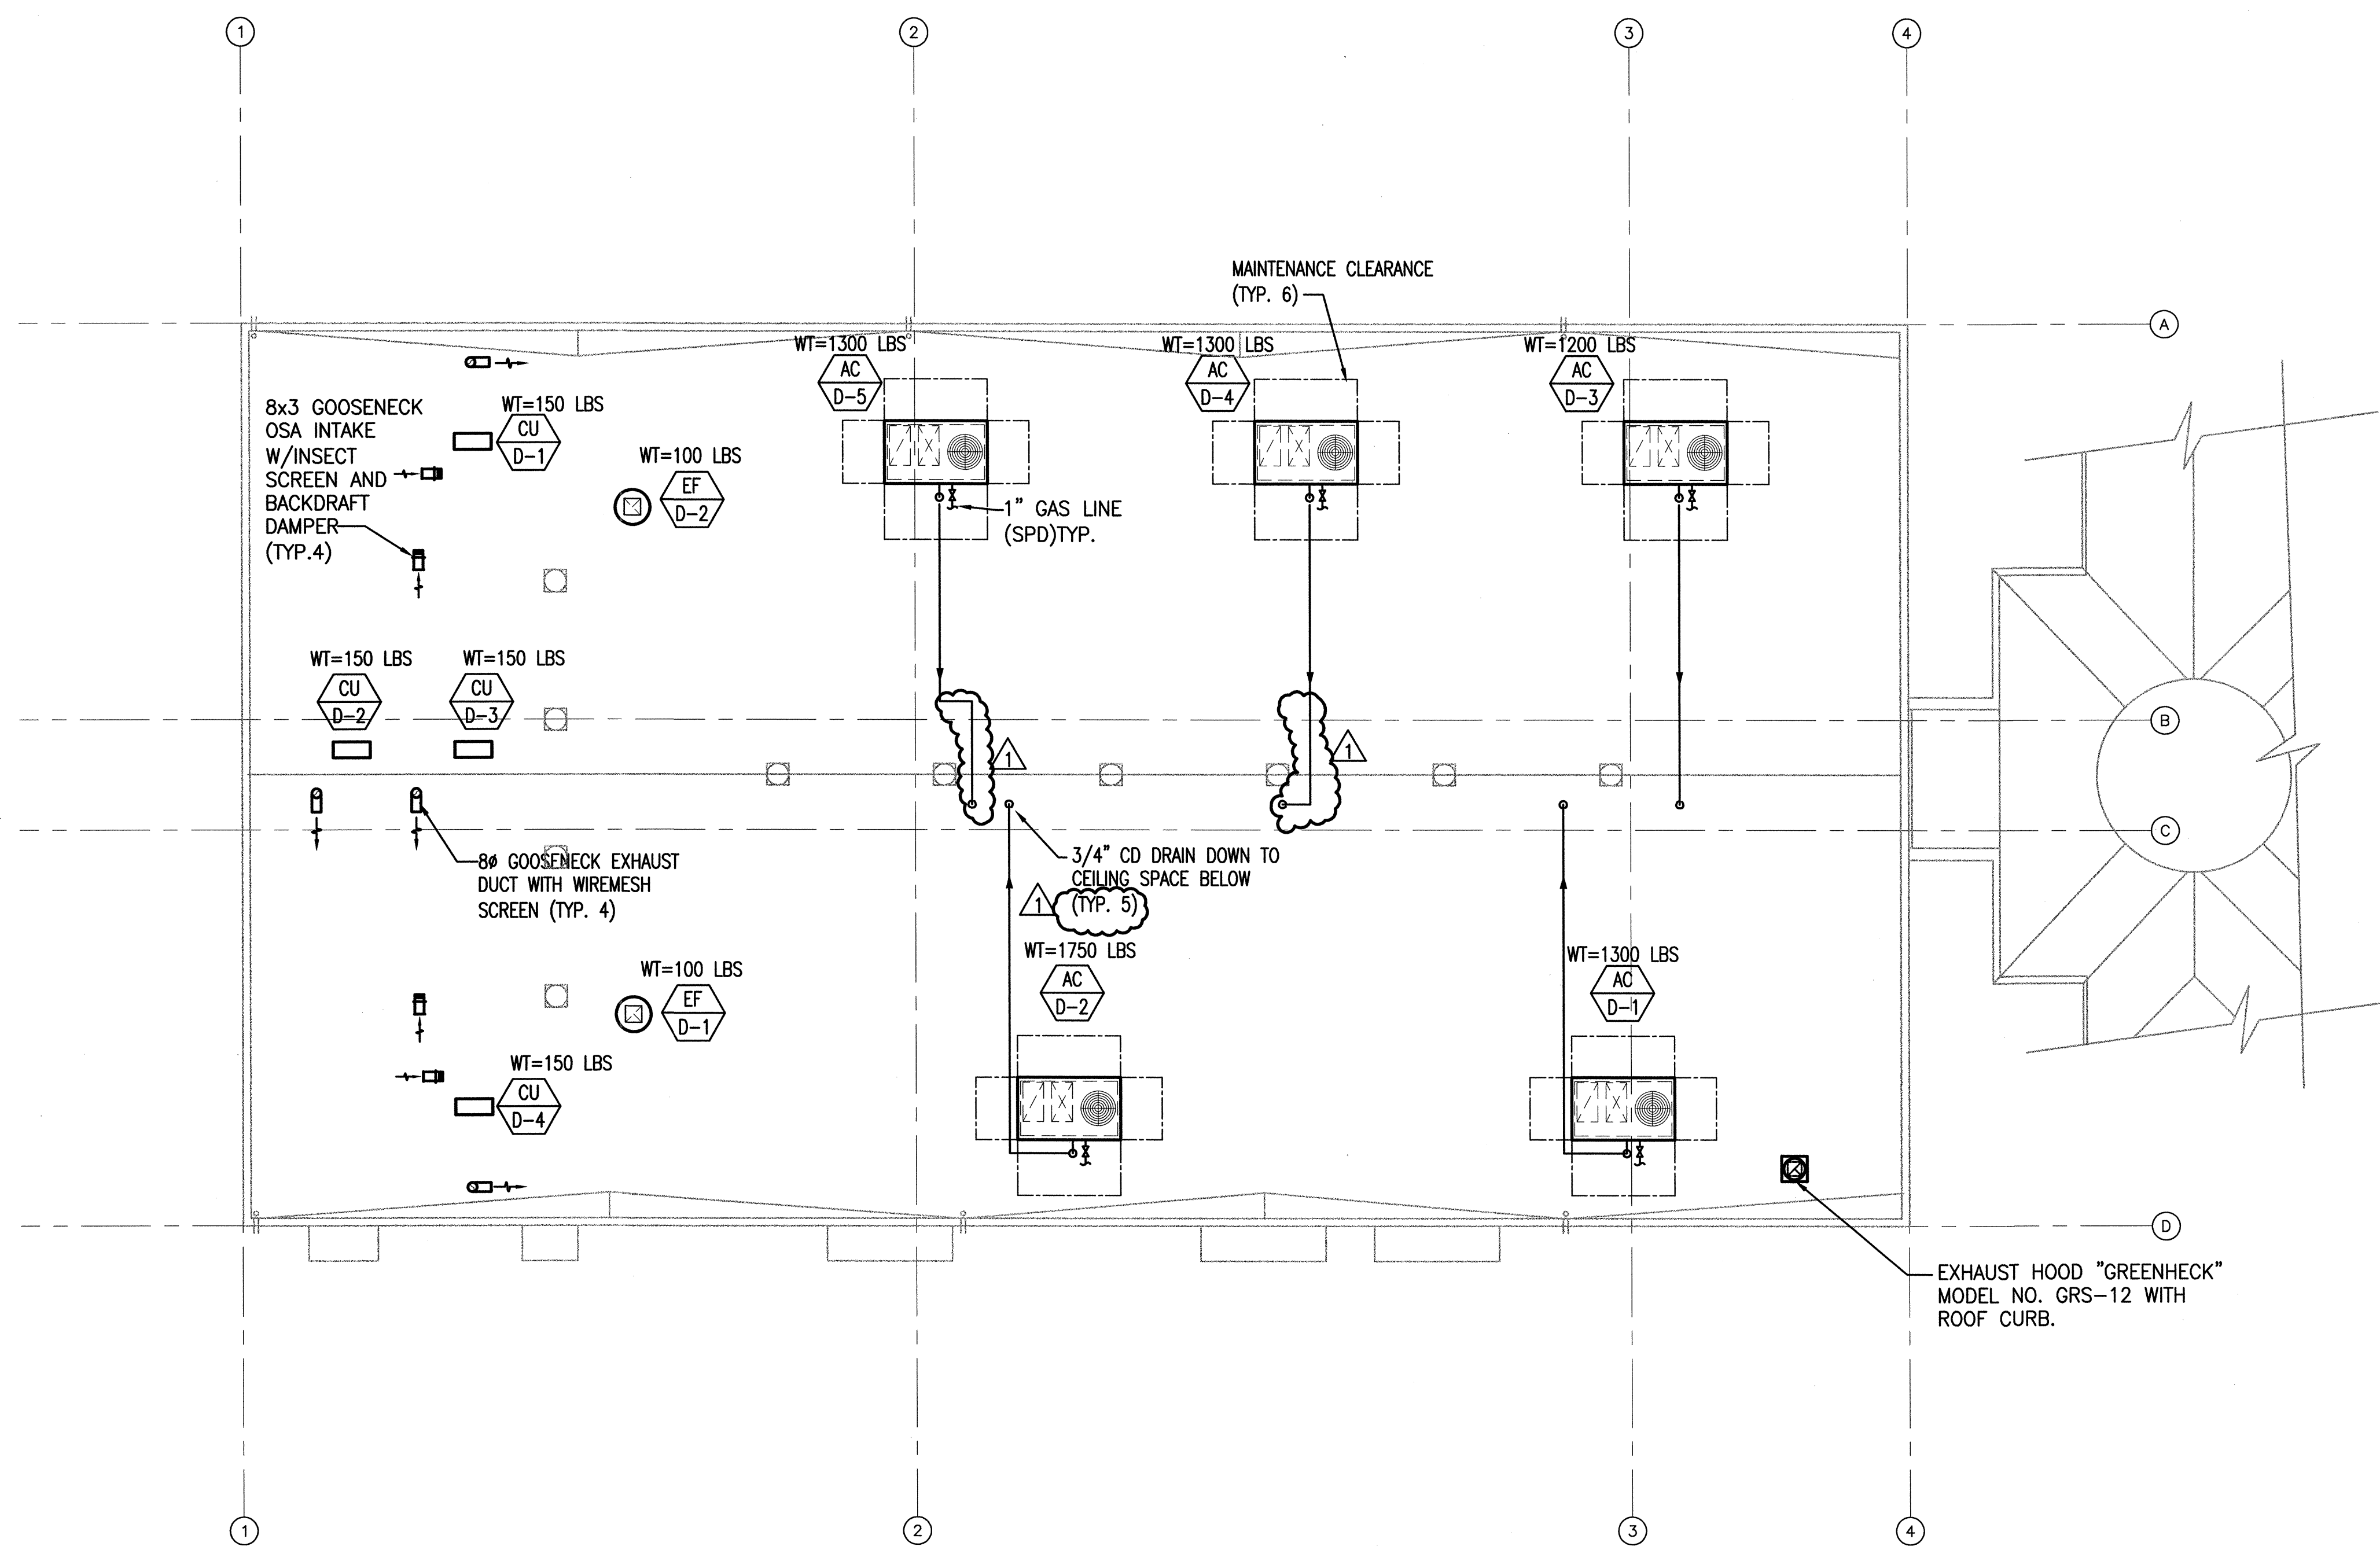 1
2
3
4
MAINTENANCE CLEARANCE
(TYP. 6)
A
WT=1300 LBS
AC
D-5
WT=1300 LBS
AC
D-4
WT=1200 LBS
AC
D-3
8x3 GOOSENECK
OSA INTAKE
W/INSECT
SCREEN AND
BACKDRAFT
DAMPER
(TYP.4)
WT=150 LBS
CU
D-1
WT=100 LBS
EF
D-2
1" GAS LINE
(SPD)TYP.
WT=150 LBS
CU
D-2
WT=150 LBS
CU
D-3
B
1
1
C
8ø GOOSENECK EXHAUST
DUCT WITH WIREMESH
SCREEN (TYP. 4)
3/4" CD DRAIN DOWN TO
CEILING SPACE BELOW
1
(TYP. 5)
WT=1750 LBS
AC
D-2
WT=1300 LBS
AC
D-1
WT=100 LBS
EF
D-1
WT=150 LBS
CU
D-4
D
EXHAUST HOOD "GREENHECK"
MODEL NO. GRS-12 WITH
ROOF CURB.
1
2
3
4